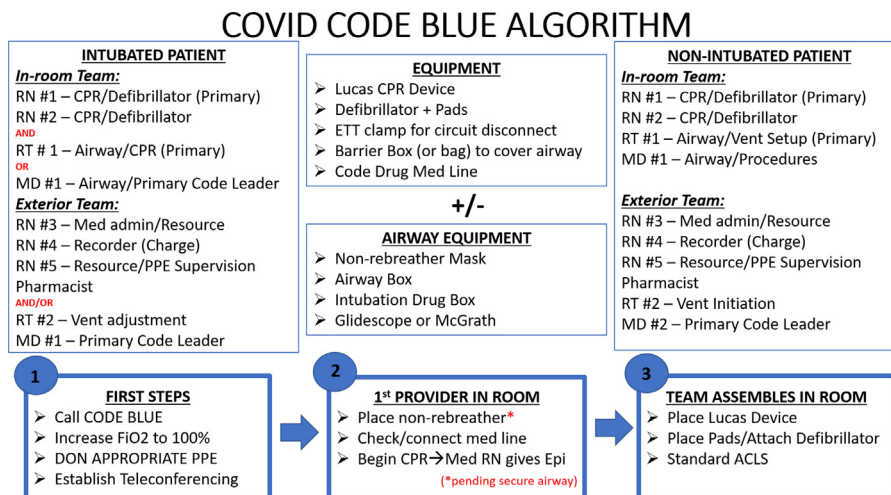 COVID CODE BLUE ALGORITHM
INTUBATED PATIENT
In-room Team:
RN #1 – CPR/Defibrillator (Primary)
RN #2 – CPR/Defibrillator
AND
RT # 1 – Airway/CPR (Primary)
OR
MD #1 – Airway/Primary Code Leader
Exterior Team:
RN #3 – Med admin/Resource
RN #4 – Recorder (Charge)
RN #5 – Resource/PPE Supervision
Pharmacist
AND/OR
RT #2 – Vent adjustment
MD #1 – Primary Code Leader
EQUIPMENT
➤ Lucas CPR Device
➤ Defibrillator + Pads
➤ ETT clamp for circuit disconnect
➤ Barrier Box (or bag) to cover airway
➤ Code Drug Med Line
+/-
AIRWAY EQUIPMENT
➤ Non-rebreather Mask
➤ Airway Box
➤ Intubation Drug Box
➤ Glidescope or McGrath
NON-INTUBATED PATIENT
In-room Team:
RN #1 – CPR/Defibrillator (Primary)
RN #2 – CPR/Defibrillator
RT #1 – Airway/Vent Setup (Primary)
MD #1 – Airway/Procedures
Exterior Team:
RN #3 – Med admin/Resource
RN #4 – Recorder (Charge)
RN #5 – Resource/PPE Supervision
Pharmacist
RT #2 – Vent Initiation
MD #2 – Primary Code Leader
1
FIRST STEPS
➤ Call CODE BLUE
➤ Increase FiO2 to 100%
➤ DON APPROPRIATE PPE
➤ Establish Teleconferencing
2
1st PROVIDER IN ROOM
➤ Place non-rebreather*
➤ Check/connect med line
➤ Begin CPR→Med RN gives Epi
(*pending secure airway)
3
TEAM ASSEMBLES IN ROOM
➤ Place Lucas Device
➤ Place Pads/Attach Defibrillator
➤ Standard ACLS